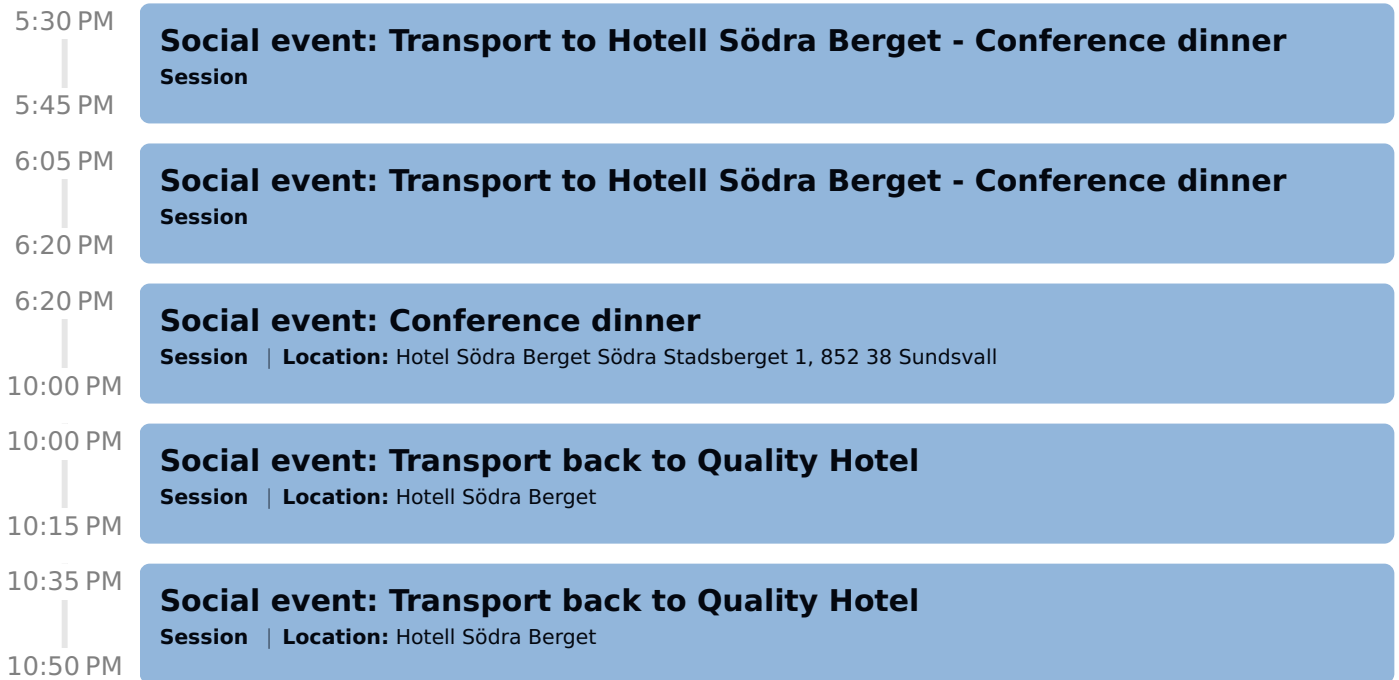 5:30 PM
Social event: Transport to Hotell Södra Berget - Conference dinner
Session
5:45 PM
6:05 PM
Social event: Transport to Hotell Södra Berget - Conference dinner
Session
6:20 PM
6:20 PM
Social event: Conference dinner
Session | Location: Hotel Södra Berget Södra Stadsberget 1, 852 38 Sundsvall
10:00 PM
10:00 PM
Social event: Transport back to Quality Hotel
Session | Location: Hotell Södra Berget
10:15 PM
10:35 PM
Social event: Transport back to Quality Hotel
Session | Location: Hotell Södra Berget
10:50 PM